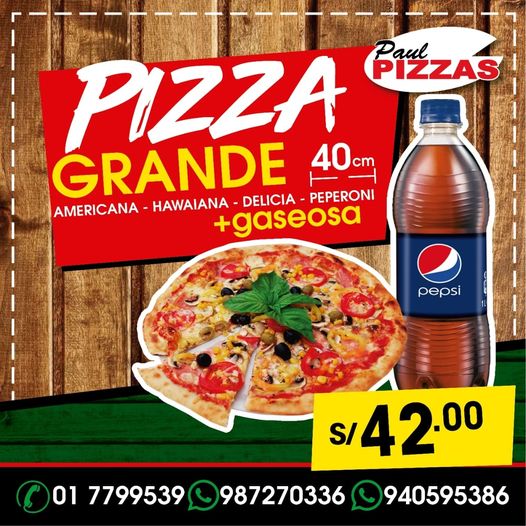 Paul
PIZZAS
PIZZA
GRANDE 40cm
AMERICANA - HAWAIANA - DELICIA - PEPERONI
+gaseosa
pepsi
S/42.00
01 7799539 987270336 940595386